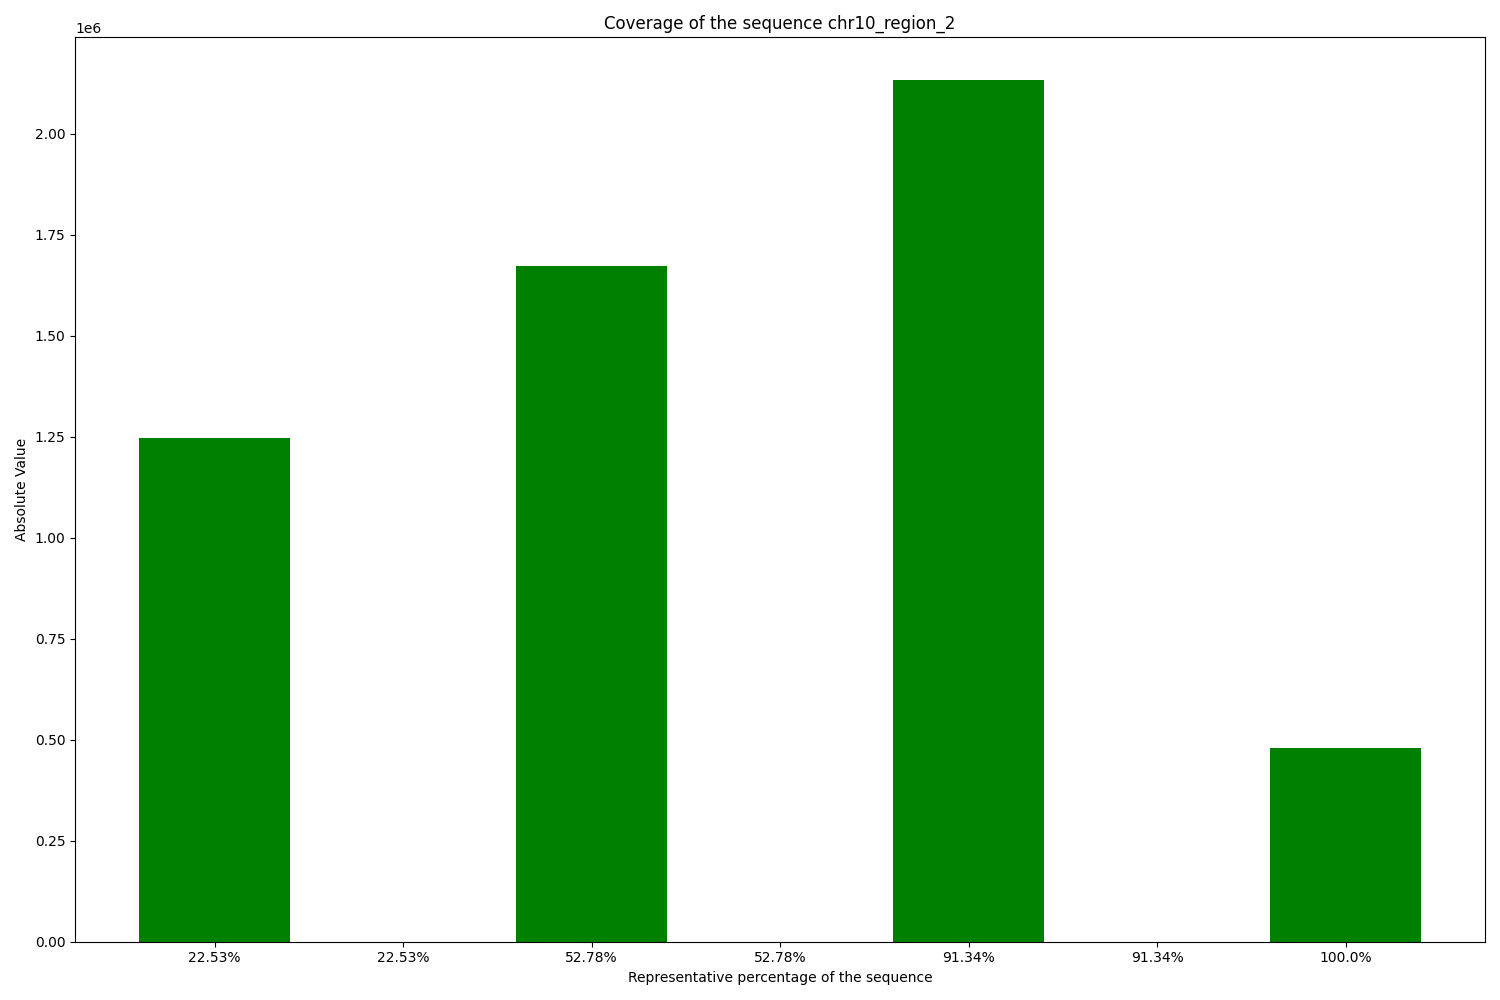 Coverage of the sequence chr10_region_2
1e6
2.00
1.75
1.50
1.25
1.00
0.75
0.50
0.25
0.00
Absolute Value
22.53% 22.53% 52.78% 52.78% 91.34% 91.34% 100.0%
Representative percentage of the sequence